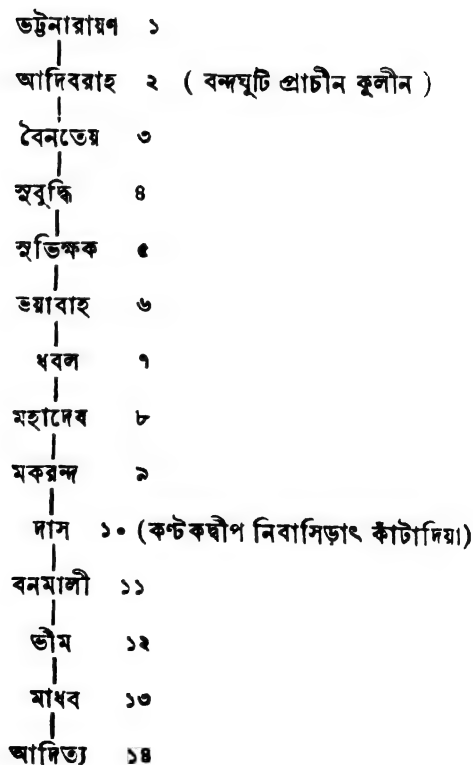 ভট্টনারায়ণ ১
আদিবরাহ ২ ( বন্দ্যঘটি প্রাচীন কুলীন )
বৈনতেয় ৩
সুবুদ্ধি ৪
সুভিক্ষক ৫
ভয়াবাহ ৬
ধবল ৭
মহাদেব ৮
মকরন্দ ৯
দাস ১০ (কণ্টকদ্বীপ নিবাসিড়াৎ কাঁটাদিয়া)
বনমালী ১১
ভীম ১২
মাধব ১৩
আদিত্য ১৪